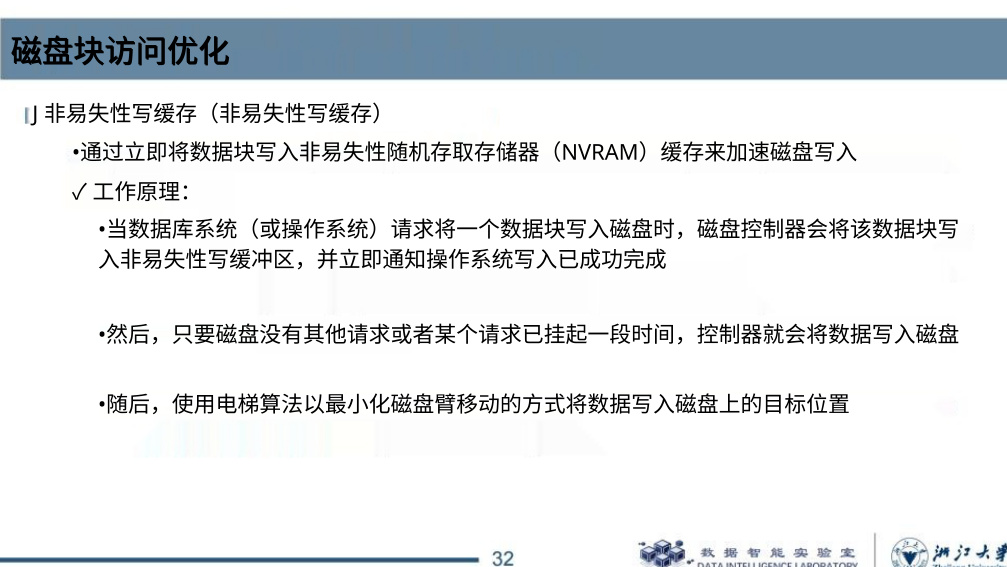 磁盘块访问优化
J 非易失性写缓存（非易失性写缓存）
•通过立即将数据块写入非易失性随机存取存储器（NVRAM）缓存来加速磁盘写入
✓ 工作原理：
•当数据库系统（或操作系统）请求将一个数据块写入磁盘时，磁盘控制器会将该数据块写
入非易失性写缓冲区，并立即通知操作系统写入已成功完成
•然后，只要磁盘没有其他请求或者某个请求已挂起一段时间，控制器就会将数据写入磁盘
•随后，使用电梯算法以最小化磁盘臂移动的方式将数据写入磁盘上的目标位置
32
数据智能实验室
DATA INTELLIGENCE LABORATORY
浙江大学